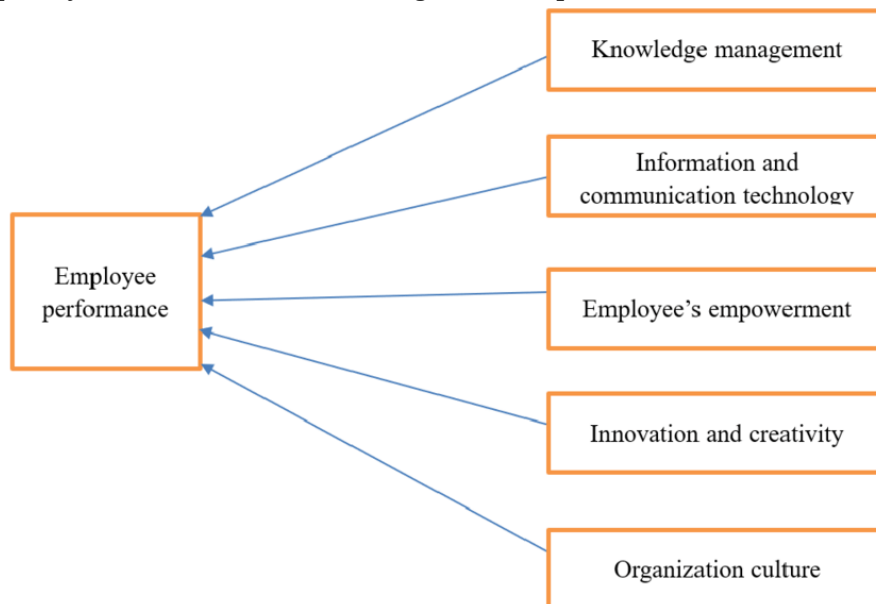 Knowledge management
Information and
communication technology
Employee
performance
Employee's empowerment
Innovation and creativity
Organization culture